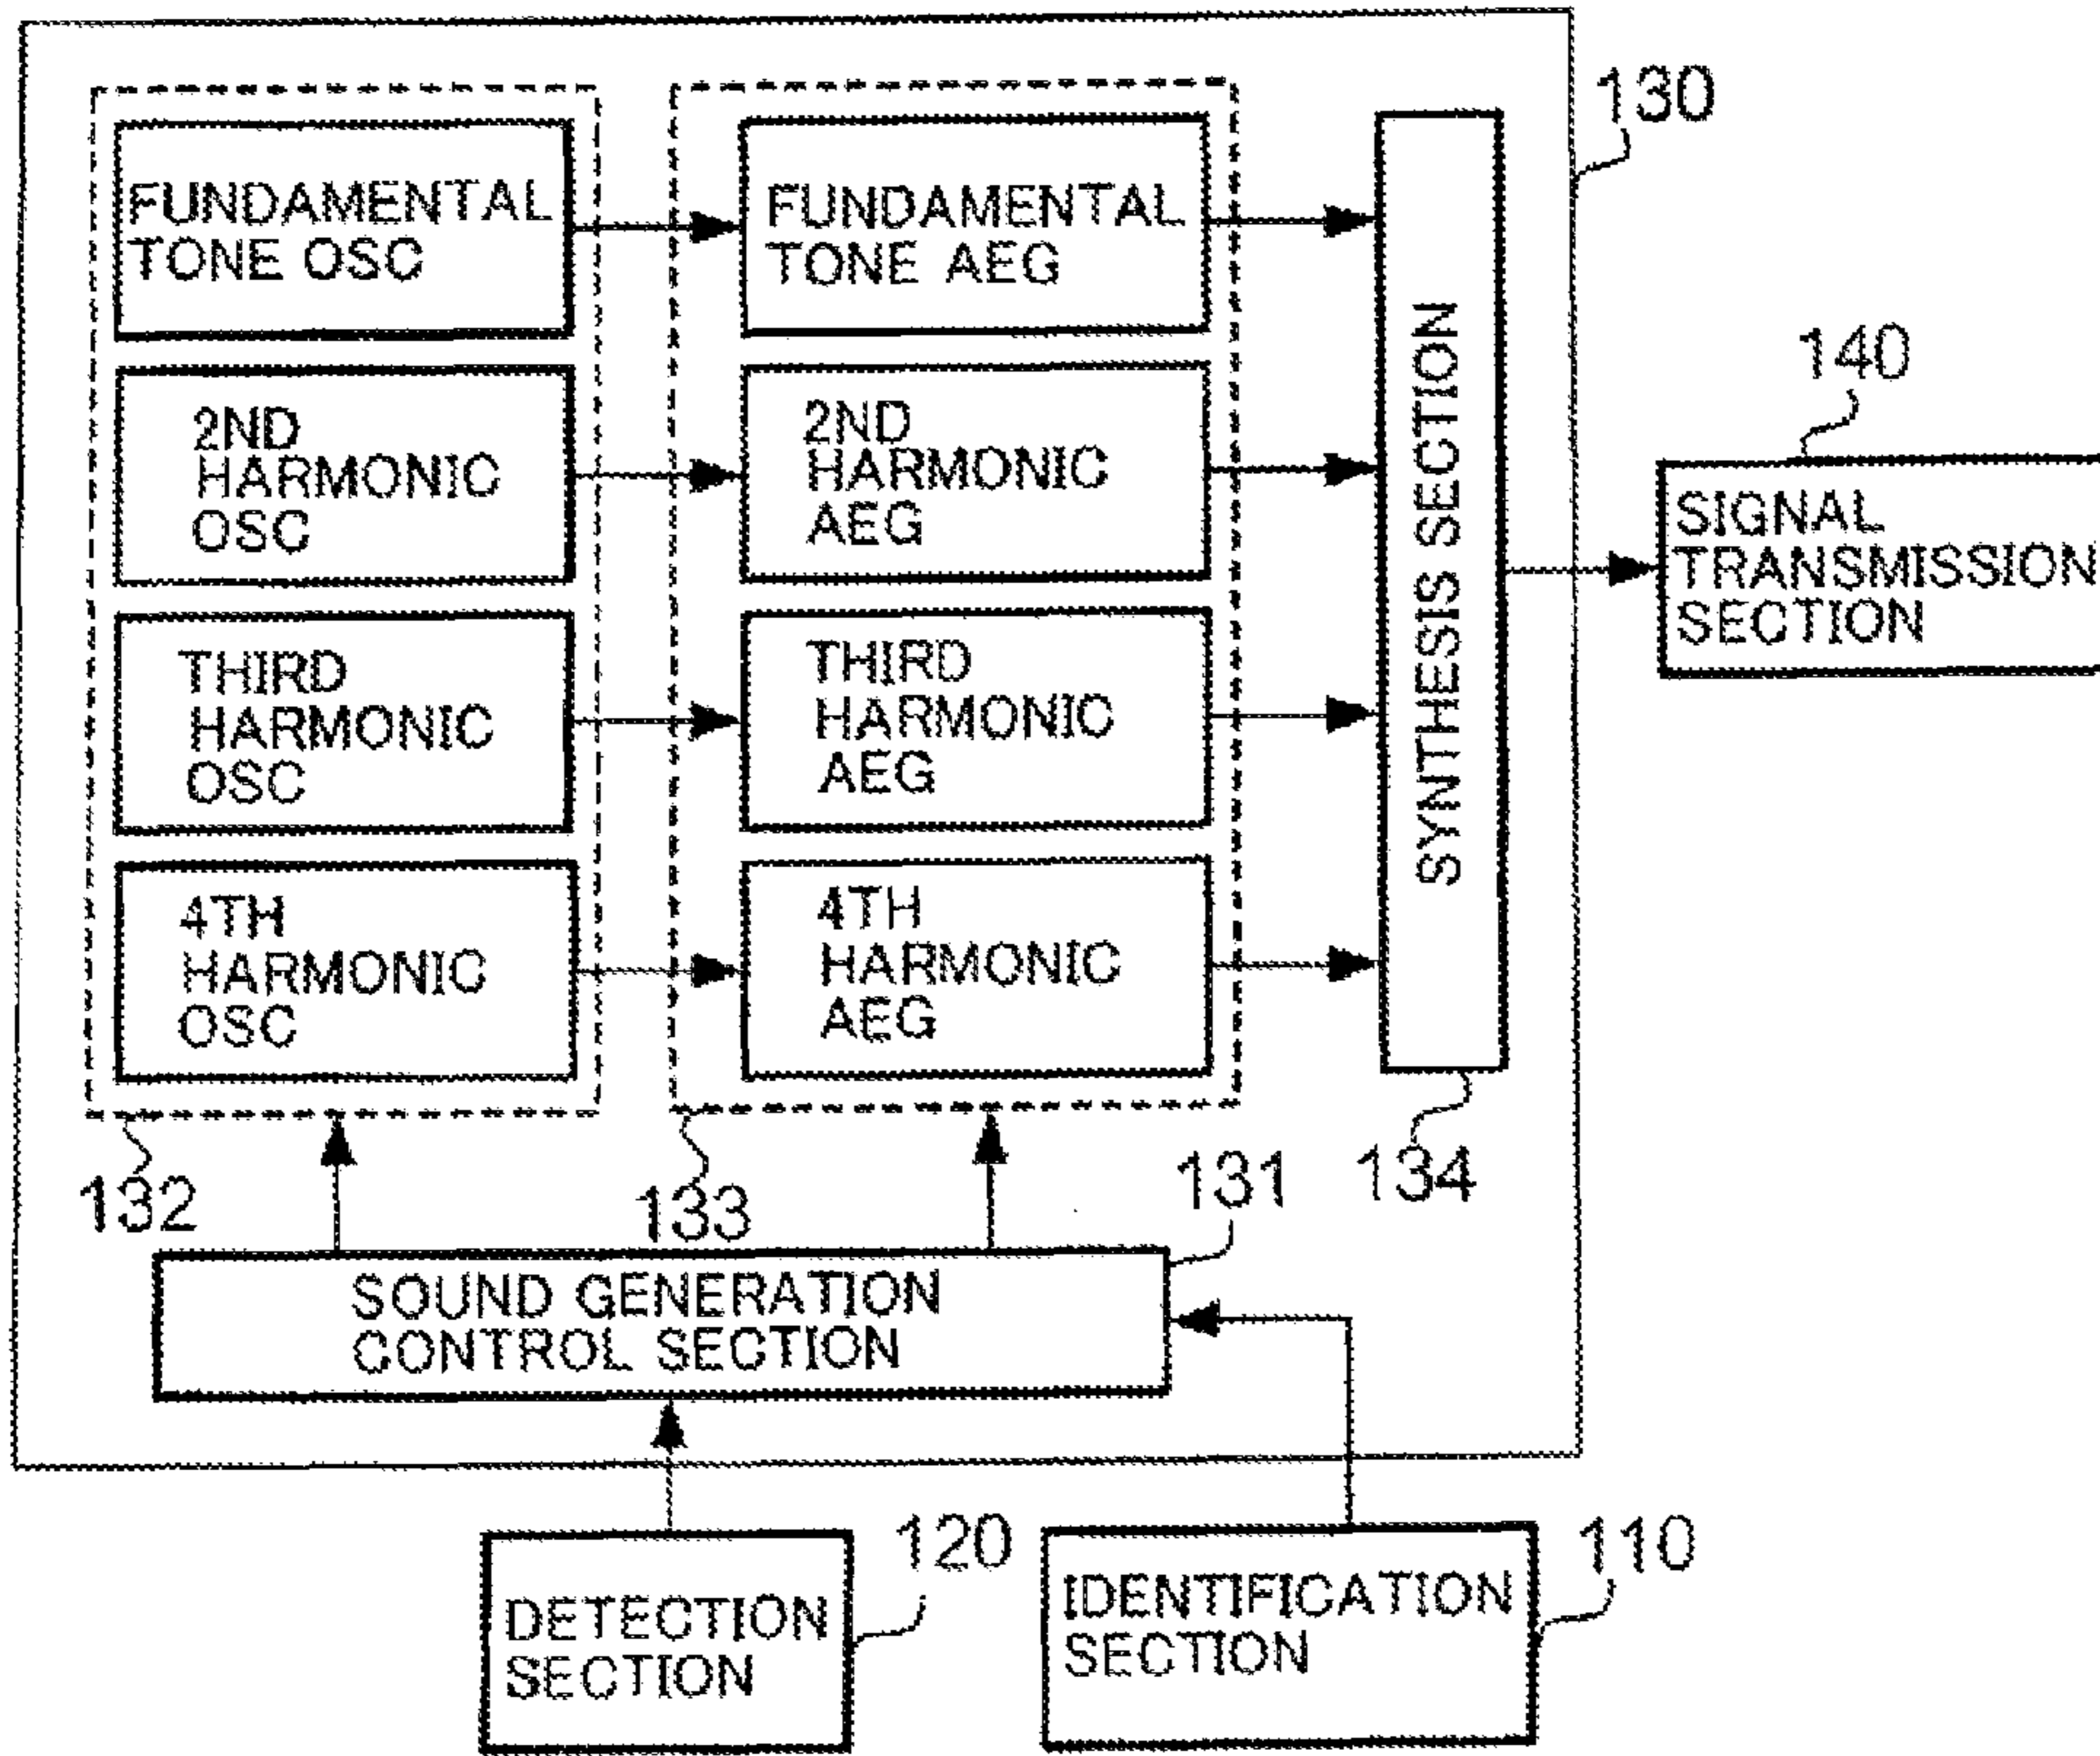 FUNDAMENTAL
TONE OSC
FUNDAMENTAL
TONE AEG
130
2ND
HARMONIC
OSC
2ND
HARMONIC
AEG
SYNTHESIS SECTION
140
SIGNAL
TRANSMISSION
SECTION
THIRD
HARMONIC
OSC
THIRD
HARMONIC
AEG
4TH
HARMONIC
OSC
4TH
HARMONIC
AEG
132
133
131
134
SOUND GENERATION
CONTROL SECTION
120
110
DETECTION
SECTION
IDENTIFICATION
SECTION